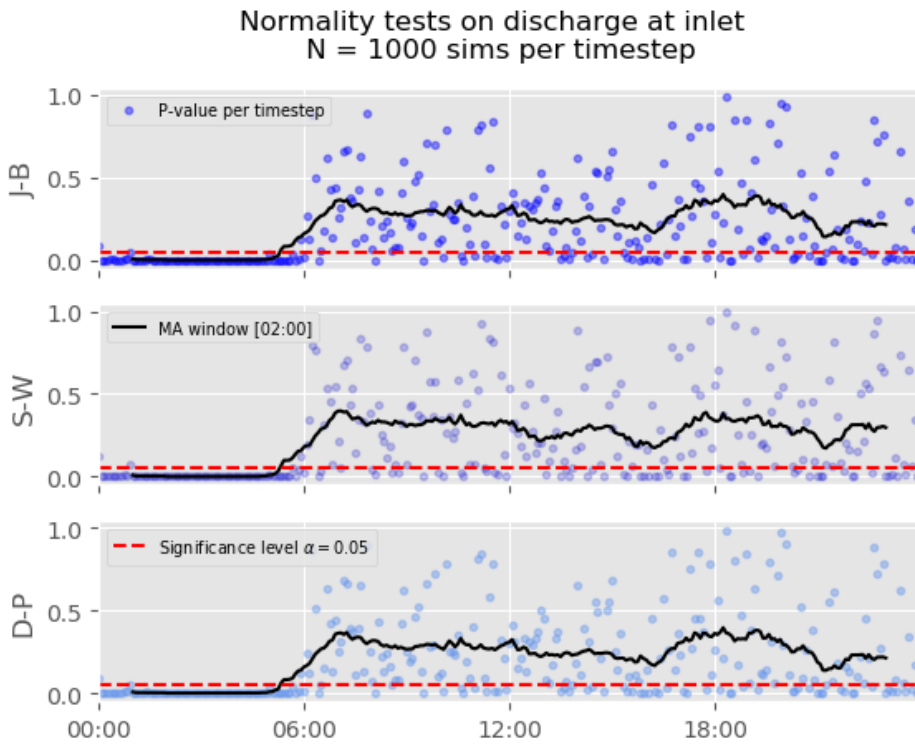 Normality tests on discharge at inlet
N = 1000 sims per timestep
1.0
P-value per timestep
J-B
0.5
0.0
1.0
MA window [02:00]
S-W
0.5
0.0
1.0
Significance level α = 0.05
D-P
0.5
0.0
00:00 06:00 12:00 18:00